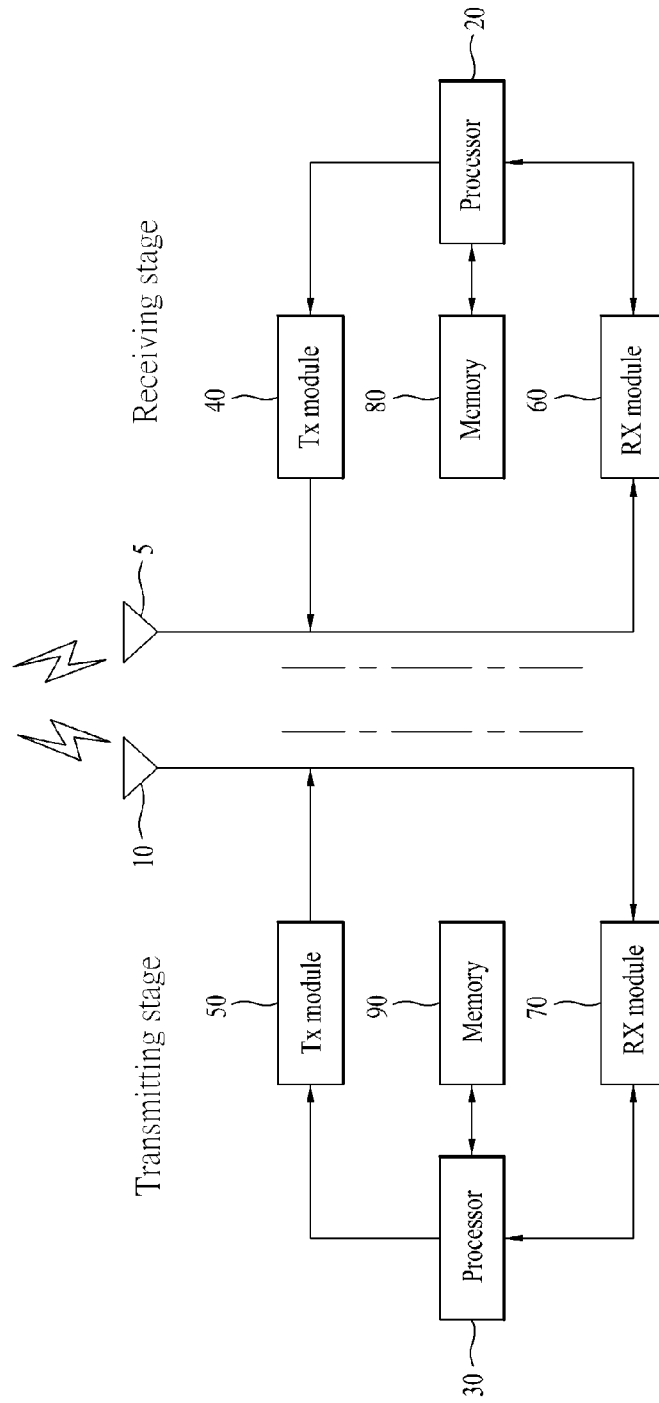 Transmitting stage
Receiving stage
10
5
50
Tx module
40
Tx module
30
Processor
90
Memory
80
Memory
Processor
20
70
RX module
60
RX module